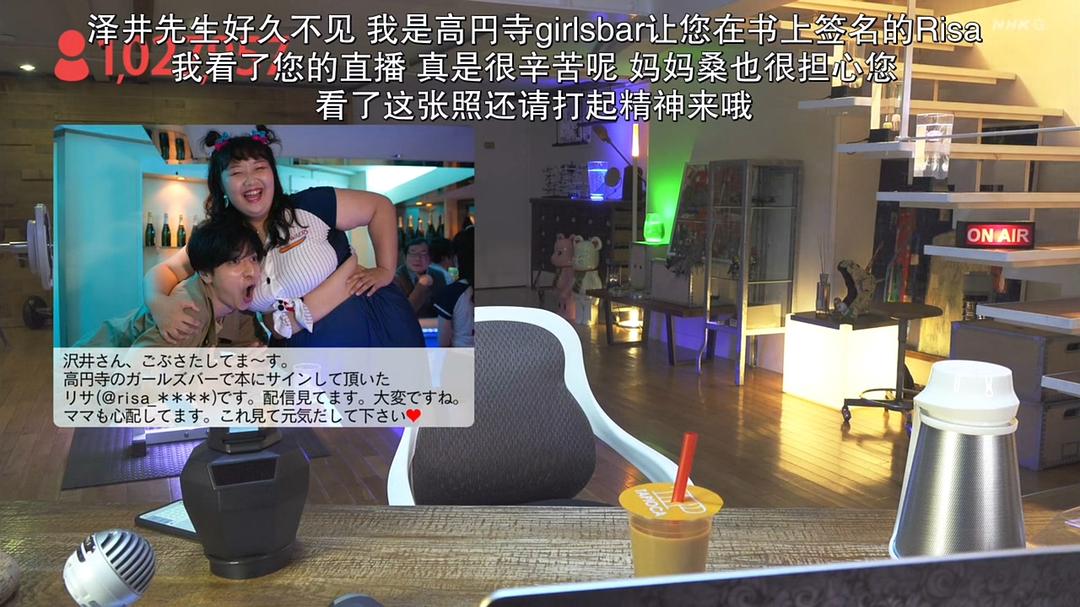 泽井先生好久不见 我是高円寺girlsbar让您在书上签名的Risa
我看了您的直播 真是很辛苦呢 妈妈桑也很担心您
看了这张照还请打起精神来哦
NHK
沢井さん、ごぶさたしてま〜す。
高円寺のガールズバーで本にサインして頂いた
リサ(@risa_****)です。配信見てます。大変ですね。
ママも心配してます。これ見て元気だして下さい❤
ON AIR
TAPIOCA